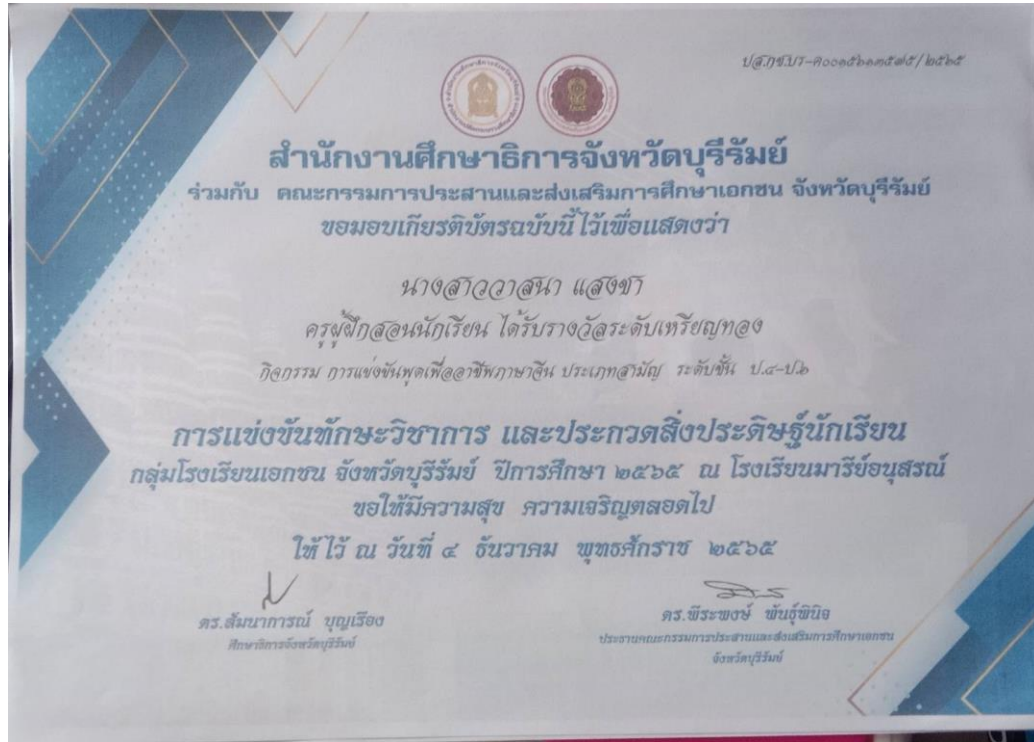 สำนักงานศึกษาธิการจังหวัดบุรีรัมย์
ร่วมกับ คณะกรรมการประสานและส่งเสริมการศึกษาเอกชน จังหวัดบุรีรัมย์
ขอมอบเกียรติบัตรฉบับนี้ไว้เพื่อแสดงว่า
นางสาววาสนา แสงชา
ครูผู้ฝึกสอนนักเรียน ได้รับรางวัลระดับเหรียญทอง
กิจกรรม การแข่งขันพูดเพื่ออาชีพภาษาจีน ประเภทสามัญ ระดับชั้น ป.๔-ป.๖
การแข่งขันทักษะวิชาการ และประกวดสิ่งประดิษฐ์นักเรียน
กลุ่มโรงเรียนเอกชน จังหวัดบุรีรัมย์ ปีการศึกษา ๒๕๖๕ ณ โรงเรียนมารีย์อนุสรณ์
ขอให้มีความสุข ความเจริญตลอดไป
ให้ไว้ ณ วันที่ ๔ ธันวาคม พุทธศักราช ๒๕๖๕
ดร.สัมนาการณ์ บุญเรือง
ศึกษาธิการจังหวัดบุรีรัมย์
ดร.พีระพงษ์ พันธุ์พินิจ
ประธานคณะกรรมการประสานและส่งเสริมการศึกษาเอกชน
จังหวัดบุรีรัมย์